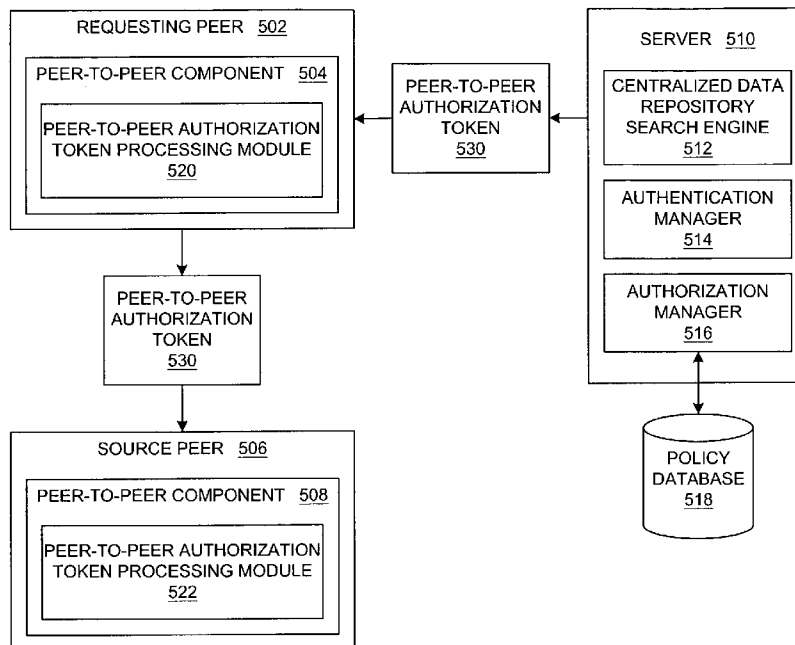 REQUESTING PEER 502
PEER-TO-PEER COMPONENT 504
PEER-TO-PEER AUTHORIZATION
TOKEN PROCESSING MODULE
520
PEER-TO-PEER
AUTHORIZATION
TOKEN
530
SERVER 510
CENTRALIZED DATA
REPOSITORY
SEARCH ENGINE
512
AUTHENTICATION
MANAGER
514
AUTHORIZATION
MANAGER
516
POLICY
DATABASE
518
PEER-TO-PEER
AUTHORIZATION
TOKEN
530
SOURCE PEER 506
PEER-TO-PEER COMPONENT 508
PEER-TO-PEER AUTHORIZATION
TOKEN PROCESSING MODULE
522